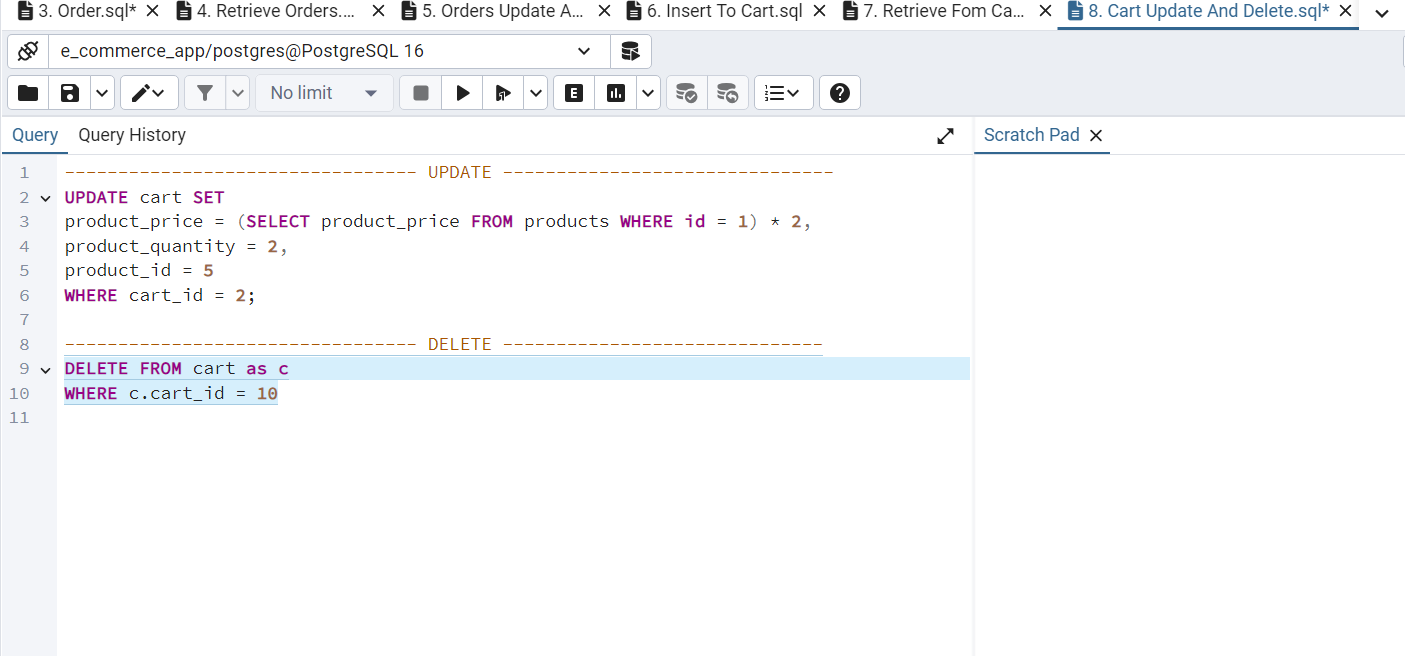 3. Order.sql* 4. Retrieve Orders.... 5. Orders Update A... 6. Insert To Cart.sql 7. Retrieve Fom Ca... 8. Cart Update And Delete.sql*
e_commerce_app/postgres@PostgreSQL 16
No limit E ?
Query Query History Scratch Pad
1 --------------------------------- UPDATE -------------------------------
2 UPDATE cart SET
3 product_price = (SELECT product_price FROM products WHERE id = 1) * 2,
4 product_quantity = 2,
5 product_id = 5
6 WHERE cart_id = 2;
7
8 --------------------------------- DELETE ------------------------------
9 DELETE FROM cart as c
10 WHERE c.cart_id = 10
11